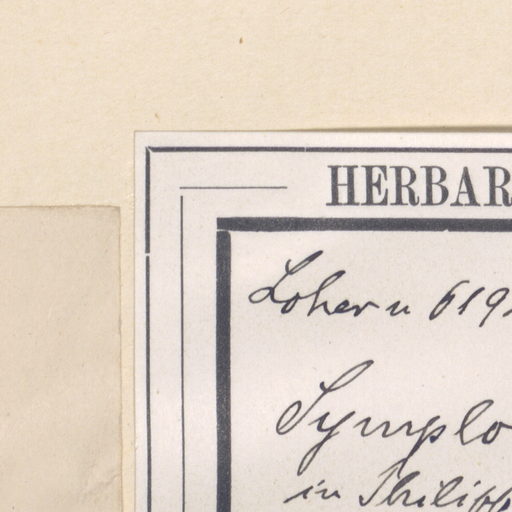 HERBAR
Loher n 619
Symplo
in Philipp